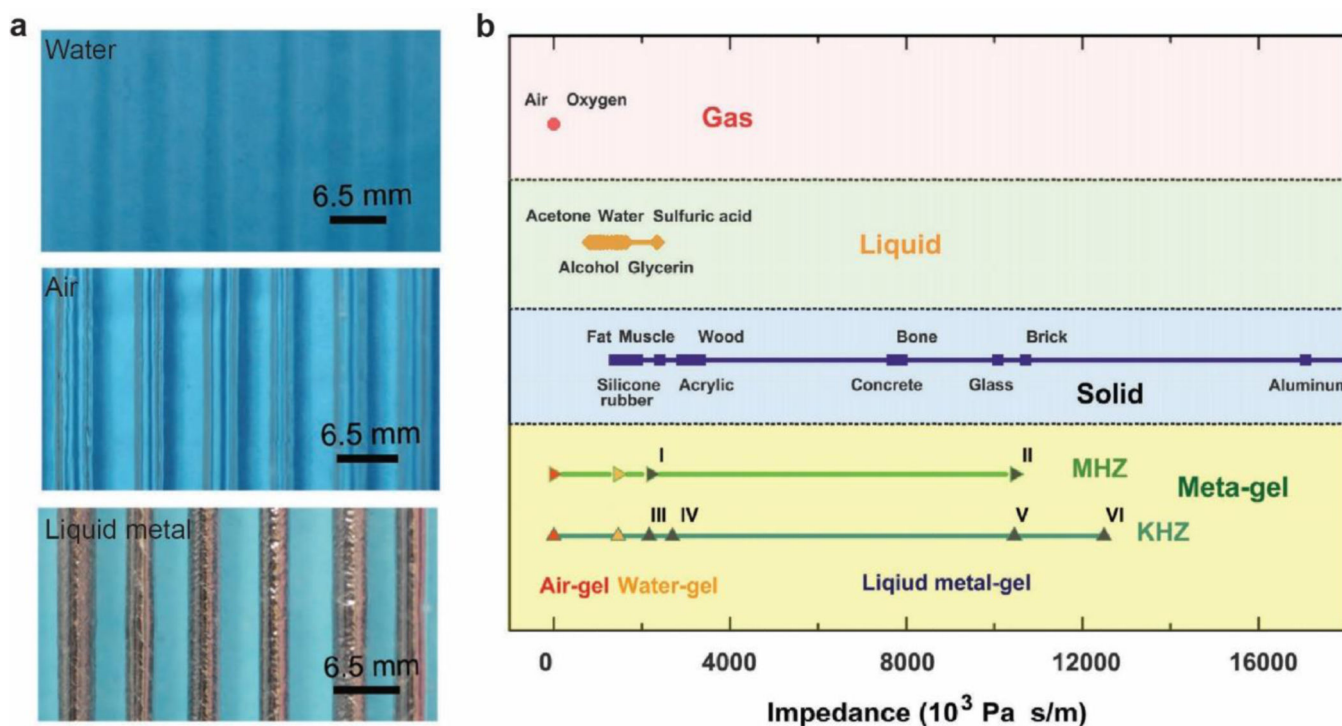 a
Water
6.5 mm
Air
6.5 mm
Liquid metal
6.5 mm
b
Air Oxygen
Gas
Acetone Water Sulfuric acid
Liquid
Alcohol Glycerin
Fat Muscle Wood Bone Brick
Silicone rubber Acrylic Concrete Glass Aluminum
Solid
I II
MHZ
Meta-gel
III IV V VI
KHZ
Air-gel Water-gel Liqiud metal-gel
0 4000 8000 12000 16000
Impedance (10³ Pa s/m)